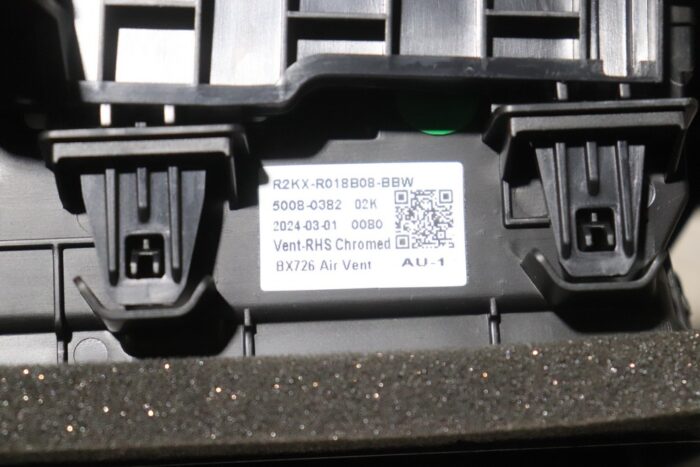 R2KX-R018B08-BBW
5008-0382 02K
2024-03-01 0080
Vent-RHS Chromed
BX726 Air Vent AU-1